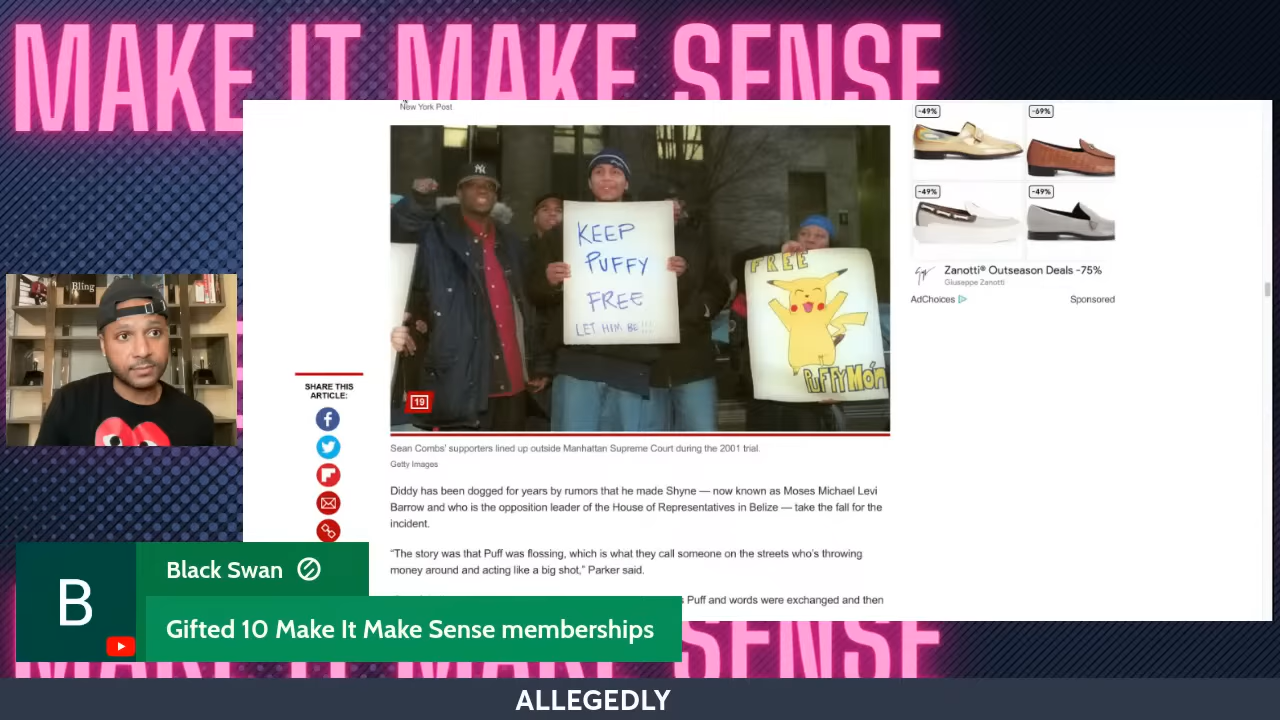 MAKE IT MAKE SENSE
New York Post
-49%
-69%
-49%
-49%
Zanotti® Outseason Deals -75%
Giuseppe Zanotti
AdChoices
Sponsored
Bling
NY
KEEP
PUFFY
FREE
LET HIM BE!!!
FREE
PUFFYMón
19
SHARE THIS
ARTICLE:
Sean Combs' supporters lined up outside Manhattan Supreme Court during the 2001 trial.
Getty Images
Diddy has been dogged for years by rumors that he made Shyne — now known as Moses Michael Levi
Barrow and who is the opposition leader of the House of Representatives in Belize — take the fall for the
incident.
“The story was that Puff was flossing, which is what they call someone on the streets who’s throwing
money around and acting like a big shot,” Parker said.
s Puff and words were exchanged and then
B
Black Swan
Gifted 10 Make It Make Sense memberships
MAKE IT MAKE SENSE
ALLEGEDLY